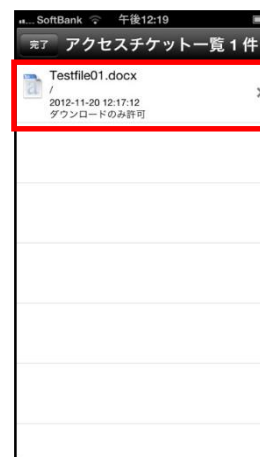 SoftBank 午後12:19
完了 アクセスチケット一覧 1 件
Testfile01.docx
/
2012-11-20 12:17:12
ダウンロードのみ許可